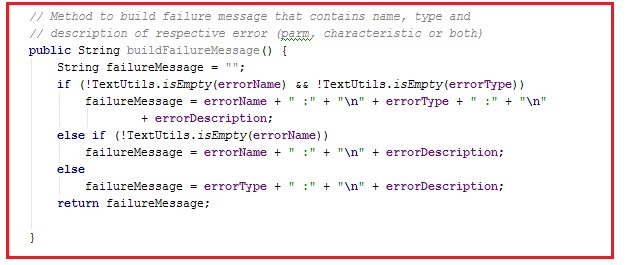 // Method to build failure message that contains name, type and
// description of respective error (parm, characteristic or both)
public String buildFailureMessage() {
String failureMessage = "";
if (!TextUtils.isEmpty(errorName) && !TextUtils.isEmpty(errorType))
failureMessage = errorName + " :" + "\n" + errorType + " :" + "\n"
+ errorDescription;
else if (!TextUtils.isEmpty(errorName))
failureMessage = errorName + " :" + "\n" + errorDescription;
else
failureMessage = errorType + " :" + "\n" + errorDescription;
return failureMessage;
}